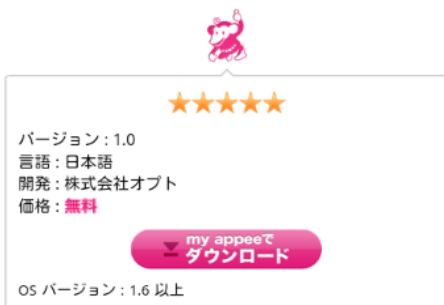 バージョン : 1.0
言語 : 日本語
開発 : 株式会社オプト
価格 : 無料
my appeeで
ダウンロード
OS バージョン : 1.6 以上